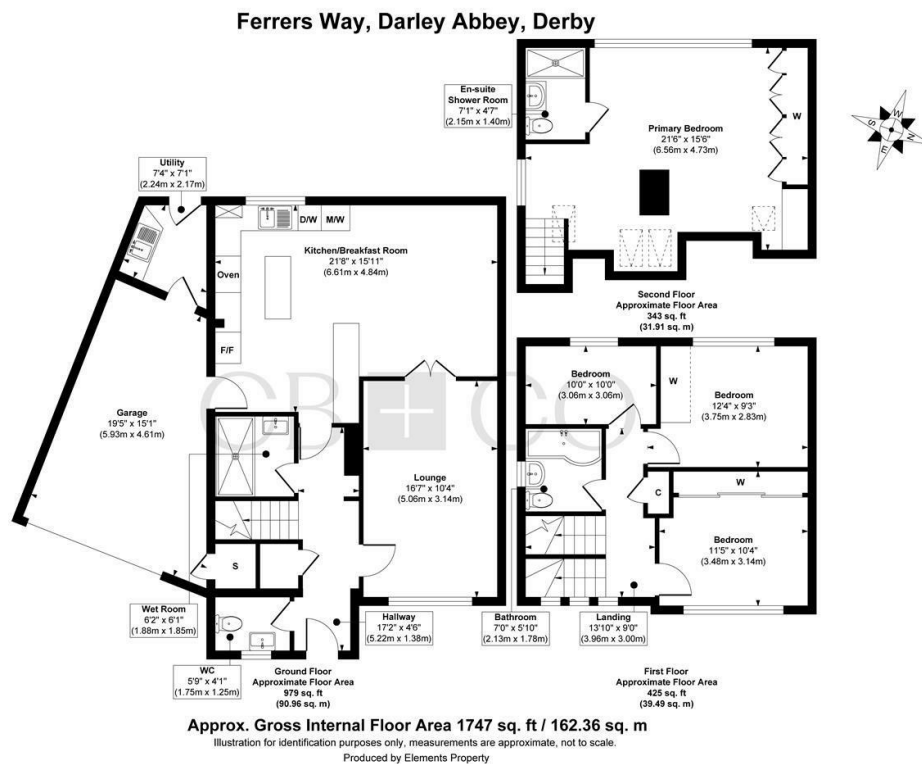 Ferrers Way, Darley Abbey, Derby
En-suite
Shower Room
7'1" x 4'7"
(2.15m x 1.40m)
Primary Bedroom
21'6" x 15'6"
(6.56m x 4.73m)
W
N
W
S
E
Second Floor
Approximate Floor Area
343 sq. ft
(31.91 sq. m)
Utility
7'4" x 7'1"
(2.24m x 2.17m)
D/W
M/W
Kitchen/Breakfast Room
21'8" x 15'11"
(6.61m x 4.84m)
Oven
F/F
Garage
19'5" x 15'1"
(5.93m x 4.61m)
Lounge
16'7" x 10'4"
(5.06m x 3.14m)
S
Wet Room
6'2" x 6'1"
(1.88m x 1.85m)
WC
5'9" x 4'1"
(1.75m x 1.25m)
Hallway
17'2" x 4'6"
(5.22m x 1.38m)
Ground Floor
Approximate Floor Area
979 sq. ft
(90.96 sq. m)
Bedroom
10'0" x 10'0"
(3.06m x 3.06m)
W
Bedroom
12'4" x 9'3"
(3.75m x 2.83m)
C
W
Bedroom
11'5" x 10'4"
(3.48m x 3.14m)
Bathroom
7'0" x 5'10"
(2.13m x 1.78m)
Landing
13'10" x 9'0"
(3.96m x 3.00m)
First Floor
Approximate Floor Area
425 sq. ft
(39.49 sq. m)
CB+CO
Approx. Gross Internal Floor Area 1747 sq. ft / 162.36 sq. m
Illustration for identification purposes only, measurements are approximate, not to scale.
Produced by Elements Property